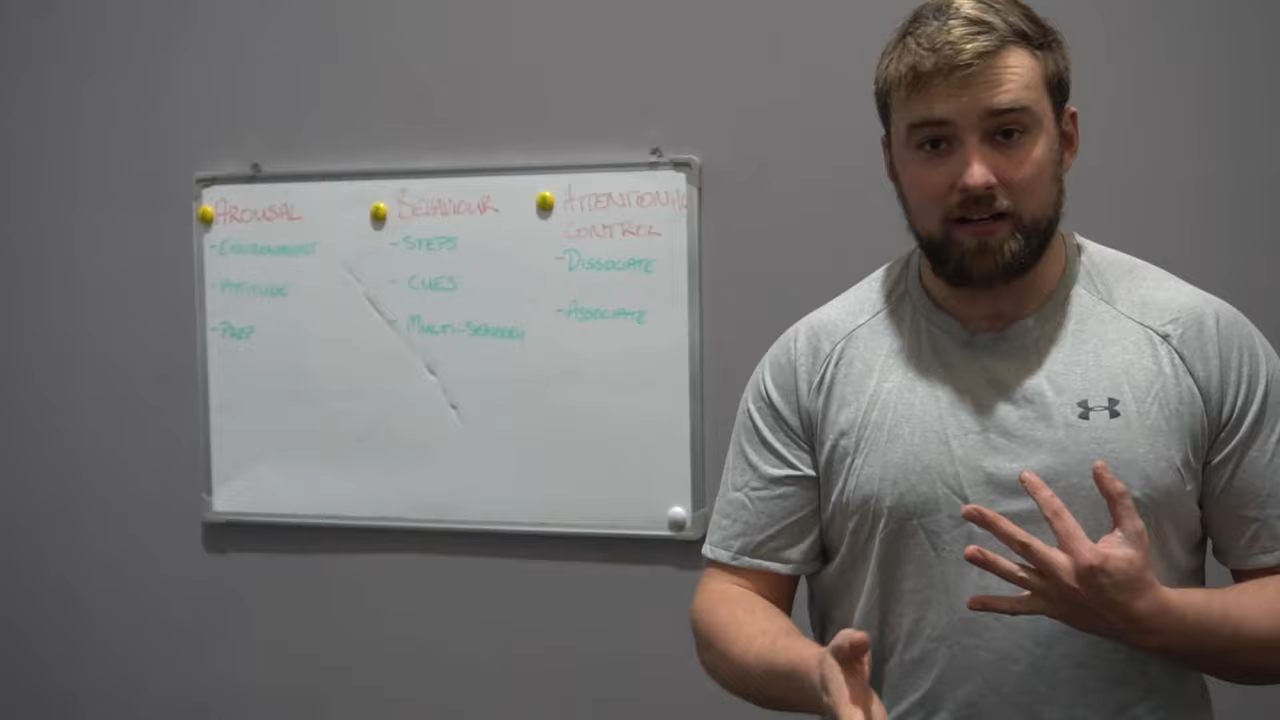 AROUSAL
- ENVIRONMENT
- ATTITUDE
- PREP
BEHAVIOUR
- STEPS
- CUES
- MULTI-SENSORY
ATTENTIONAL
CONTROL
- DISSOCIATE
- ASSOCIATE